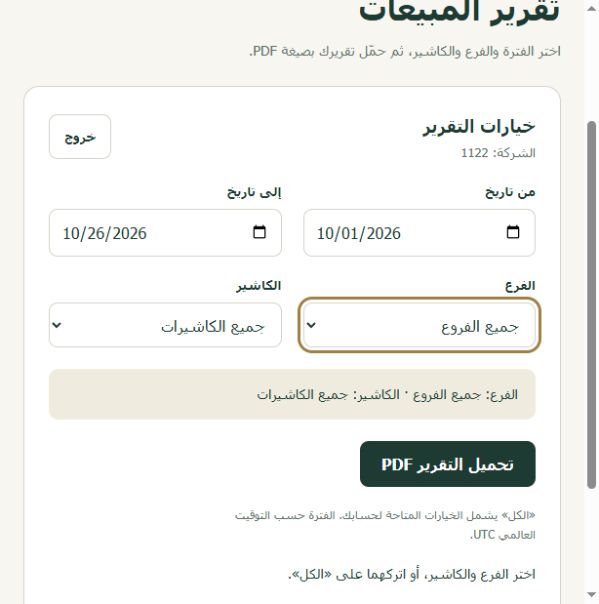 تقرير المبيعات
اختر الفترة والفرع والكاشير، ثم حمّل تقريرك بصيغة PDF.
خيارات التقرير
خروج
الشركة: 1122
من تاريخ
إلى تاريخ
10/01/2026
10/26/2026
الفرع
الكاشير
جميع الفروع
جميع الكاشيرات
الفرع: جميع الفروع · الكاشير: جميع الكاشيرات
تحميل التقرير PDF
«الكل» يشمل الخيارات المتاحة لحسابك. الفترة حسب التوقيت
العالمي UTC.
اختر الفرع والكاشير، أو اتركهما على «الكل».